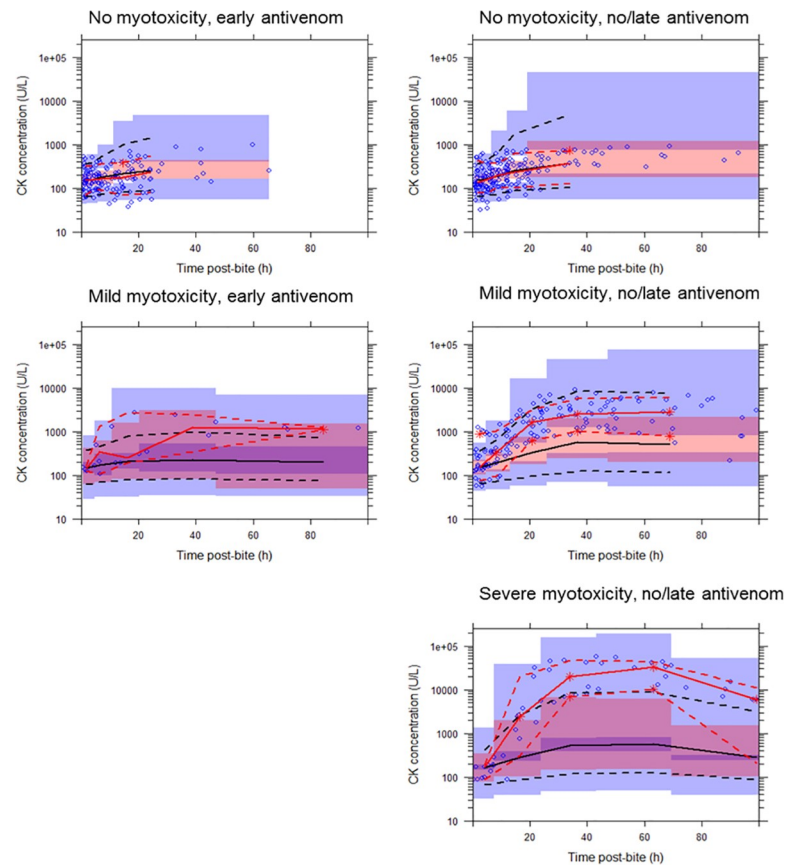 No myotoxicity, early antivenom
CK concentration (U/L)
1e+05
10000
1000
100
10
0
20
40
60
80
Time post-bite (h)
No myotoxicity, no/late antivenom
CK concentration (U/L)
1e+05
10000
1000
100
10
0
20
40
60
80
Time post-bite (h)
Mild myotoxicity, early antivenom
CK concentration (U/L)
1e+05
10000
1000
100
10
0
20
40
60
80
Time post-bite (h)
Mild myotoxicity, no/late antivenom
CK concentration (U/L)
1e+05
10000
1000
100
10
0
20
40
60
80
Time post-bite (h)
Severe myotoxicity, no/late antivenom
CK concentration (U/L)
1e+05
10000
1000
100
10
0
20
40
60
80
Time post-bite (h)